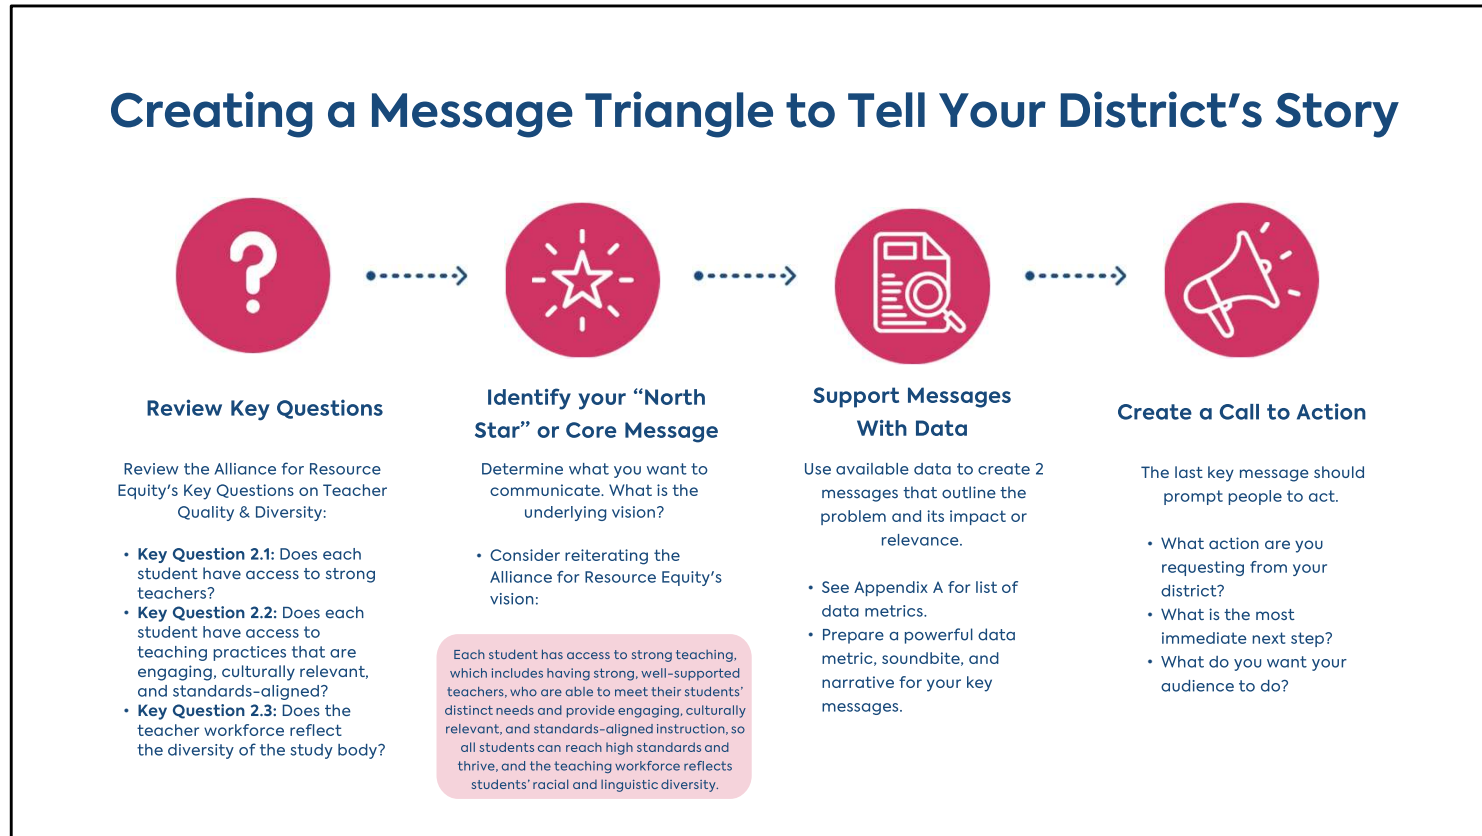 Creating a Message Triangle to Tell Your District's Story
Review Key Questions
Review the Alliance for Resource
Equity's Key Questions on Teacher
Quality & Diversity:
• Key Question 2.1: Does each
student have access to strong
teachers?
• Key Question 2.2: Does each
student have access to
teaching practices that are
engaging, culturally relevant,
and standards-aligned?
• Key Question 2.3: Does the
teacher workforce reflect
the diversity of the study body?
Identify your “North
Star” or Core Message
Determine what you want to
communicate. What is the
underlying vision?
• Consider reiterating the
Alliance for Resource Equity's
vision:
Each student has access to strong teaching,
which includes having strong, well-supported
teachers, who are able to meet their students’
distinct needs and provide engaging, culturally
relevant, and standards-aligned instruction, so
all students can reach high standards and
thrive, and the teaching workforce reflects
students’ racial and linguistic diversity.
Support Messages
With Data
Use available data to create 2
messages that outline the
problem and its impact or
relevance.
• See Appendix A for list of
data metrics.
• Prepare a powerful data
metric, soundbite, and
narrative for your key
messages.
Create a Call to Action
The last key message should
prompt people to act.
• What action are you
requesting from your
district?
• What is the most
immediate next step?
• What do you want your
audience to do?